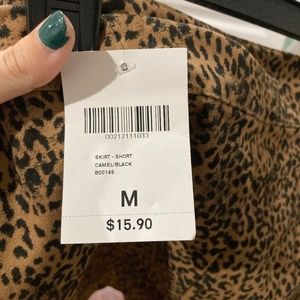 00212111033
SKIRT - SHORT
CAMEL/BLACK
B00149
M
$15.90